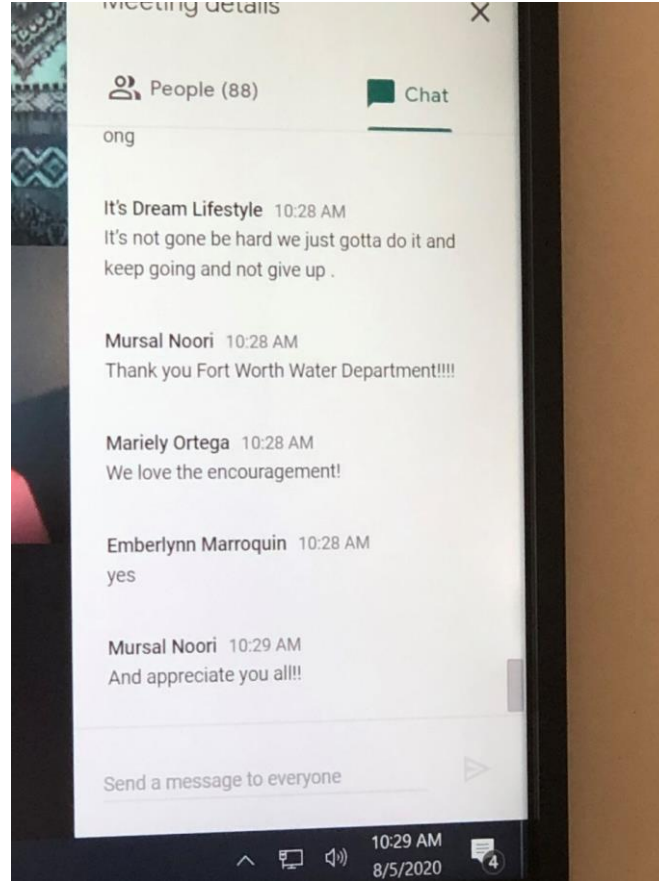 Meeting details
People (88)
Chat
ong
It's Dream Lifestyle 10:28 AM
It's not gone be hard we just gotta do it and
keep going and not give up .
Mursal Noori 10:28 AM
Thank you Fort Worth Water Department!!!!
Mariely Ortega 10:28 AM
We love the encouragement!
Emberlynn Marroquin 10:28 AM
yes
Mursal Noori 10:29 AM
And appreciate you all!!
Send a message to everyone
10:29 AM
8/5/2020
4